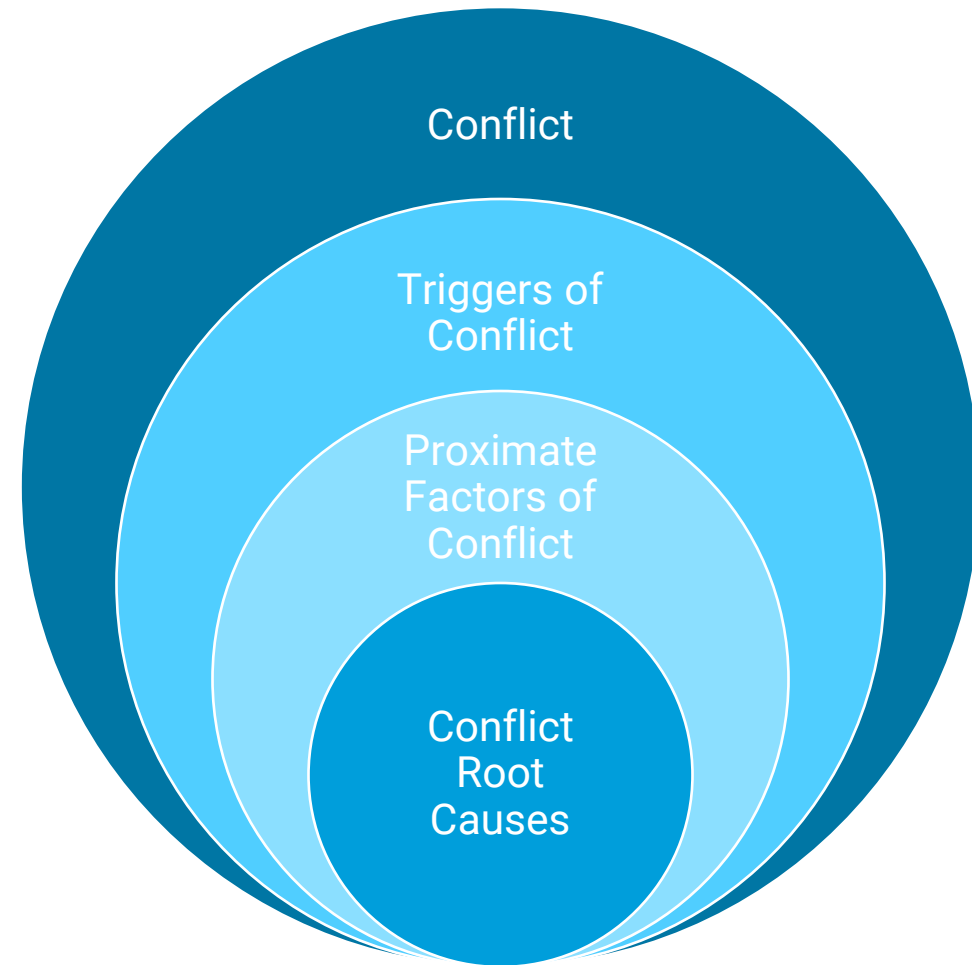 Conflict
Triggers of
Conflict
Proximate
Factors of
Conflict
Conflict
Root
Causes